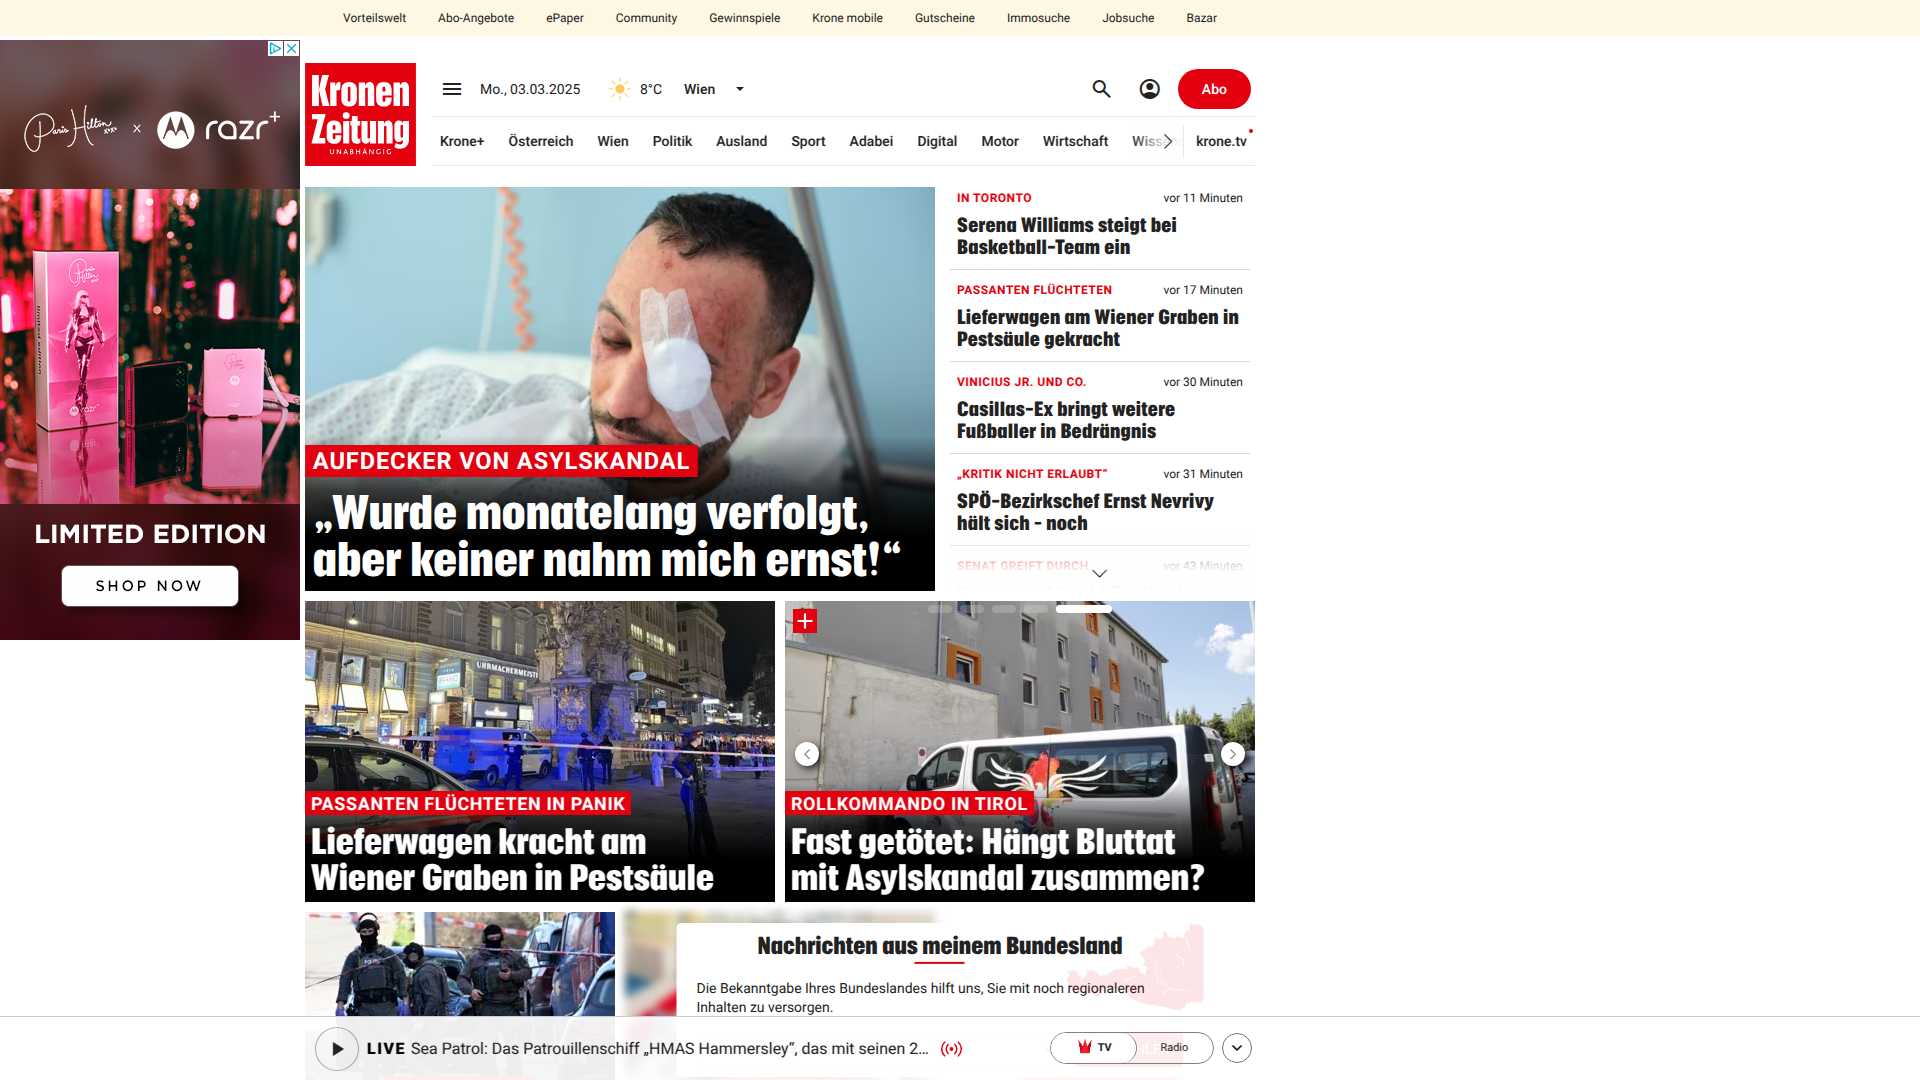 Vorteilswelt Abo-Angebote ePaper Community Gewinnspiele Krone mobile Gutscheine Immosuche Jobsuche Bazar
Paris Hilton xoxo x razr+
LIMITED EDITION
SHOP NOW
Kronen
Zeitung
UNABHÄNGIG
Mo., 03.03.2025 8°C Wien
Abo
Krone+ Österreich Wien Politik Ausland Sport Adabei Digital Motor Wirtschaft krone.tv
AUFDECKER VON ASYLSKANDAL
„Wurde monatelang verfolgt,
aber keiner nahm mich ernst!“
IN TORONTO vor 11 Minuten
Serena Williams steigt bei
Basketball-Team ein
PASSANTEN FLÜCHTETEN vor 17 Minuten
Lieferwagen am Wiener Graben in
Pestsäule gekracht
VINICIUS JR. UND CO. vor 30 Minuten
Casillas-Ex bringt weitere
Fußballer in Bedrängnis
„KRITIK NICHT ERLAUBT“ vor 31 Minuten
SPÖ-Bezirkschef Ernst Nevrivy
hält sich - noch
SENAT GREIFT DURCH vor 43 Minuten
UHRMACHERMEISTER
PASSANTEN FLÜCHTETEN IN PANIK
Lieferwagen kracht am
Wiener Graben in Pestsäule
ROLLKOMMANDO IN TIROL
Fast getötet: Hängt Bluttat
mit Asylskandal zusammen?
Nachrichten aus meinem Bundesland
Die Bekanntgabe Ihres Bundeslandes hilft uns, Sie mit noch regionaleren
Inhalten zu versorgen.
LIVE Sea Patrol: Das Patrouillenschiff „HMAS Hammersley“, das mit seinen 2...
TV Radio